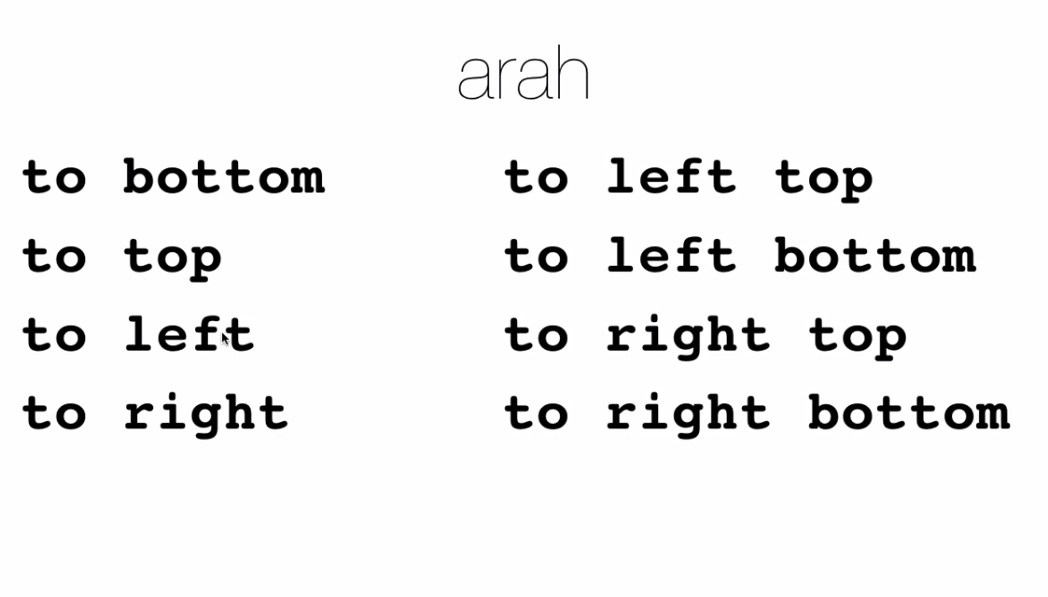 arah
to bottom
to top
to left
to right
to left top
to left bottom
to right top
to right bottom